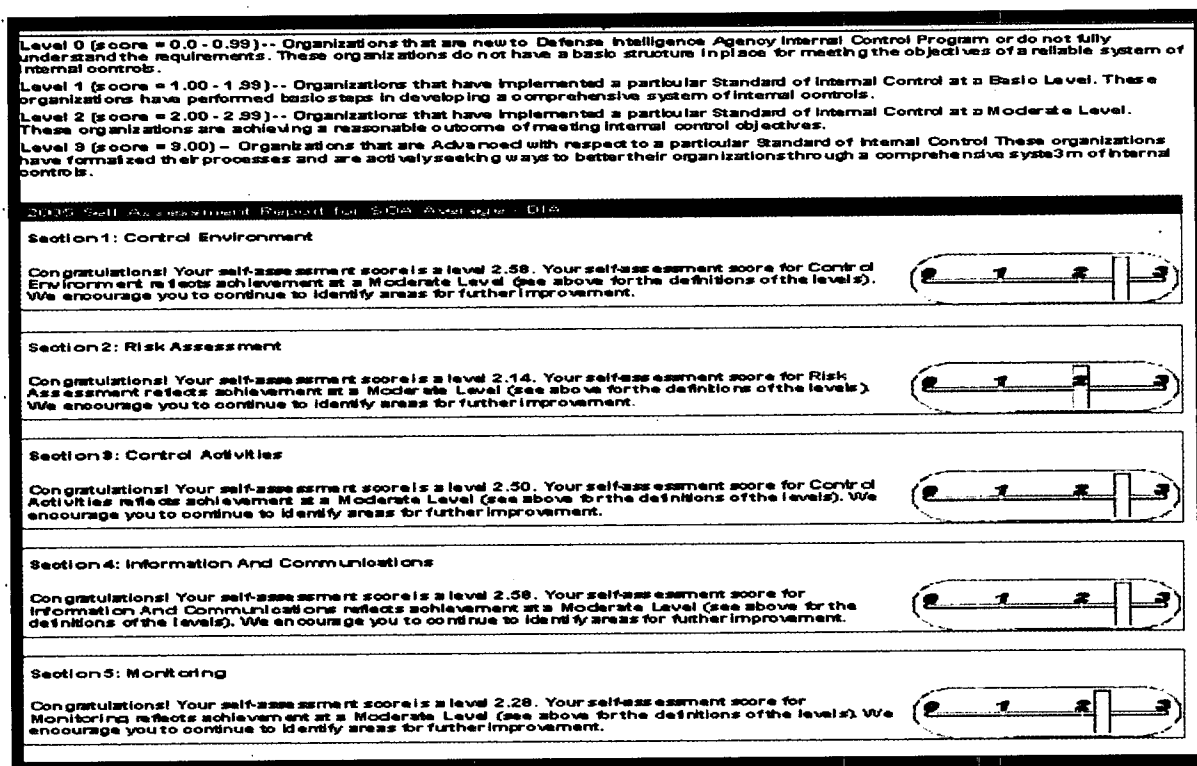 Level 0 (score = 0.0 - 0.99)-- Organizations that are new to Defense Intelligence Agency Internal Control Program or do not fully
understand the requirements. These organizations do not have a basic structure in place for meeting the objectives of a reliable system of
internal controls.
Level 1 (score = 1.00 - 1.99)-- Organizations that have implemented a particular Standard of Internal Control at a Basic Level. These
organizations have performed basic steps in developing a comprehensive system of internal controls.
Level 2 (score = 2.00 - 2.99)-- Organizations that have implemented a particular Standard of Internal Control at a Moderate Level.
These organizations are achieving a reasonable outcome of meeting internal control objectives.
Level 3 (score = 3.00) – Organizations that are Advanced with respect to a particular Standard of Internal Control These organizations
have formalized their processes and are actively seeking ways to better their organizations through a comprehensive syste3m of internal
controls.
Self Assessment Report for SOA Average - DIA
Section 1: Control Environment
Congratulations! Your self-assessment score is a level 2.58. Your self-assessment score for Control
Environment reflects achievement at a Moderate Level (see above for the definitions of the levels).
We encourage you to continue to identify areas for further improvement.
0 1 2 3
Section 2: Risk Assessment
Congratulations! Your self-assessment score is a level 2.14. Your self-assessment score for Risk
Assessment reflects achievement at a Moderate Level (see above for the definitions of the levels).
We encourage you to continue to identify areas for further improvement.
0 1 2 3
Section 3: Control Activities
Congratulations! Your self-assessment score is a level 2.50. Your self-assessment score for Control
Activities reflects achievement at a Moderate Level (see above for the definitions of the levels). We
encourage you to continue to identify areas for further improvement.
0 1 2 3
Section 4: Information And Communications
Congratulations! Your self-assessment score is a level 2.58. Your self-assessment score for
Information And Communications reflects achievement at a Moderate Level (see above for the
definitions of the levels). We encourage you to continue to identify areas for further improvement.
0 1 2 3
Section 5: Monitoring
Congratulations! Your self-assessment score is a level 2.28. Your self-assessment score for
Monitoring reflects achievement at a Moderate Level (see above for the definitions of the levels). We
encourage you to continue to identify areas for further improvement.
0 1 2 3